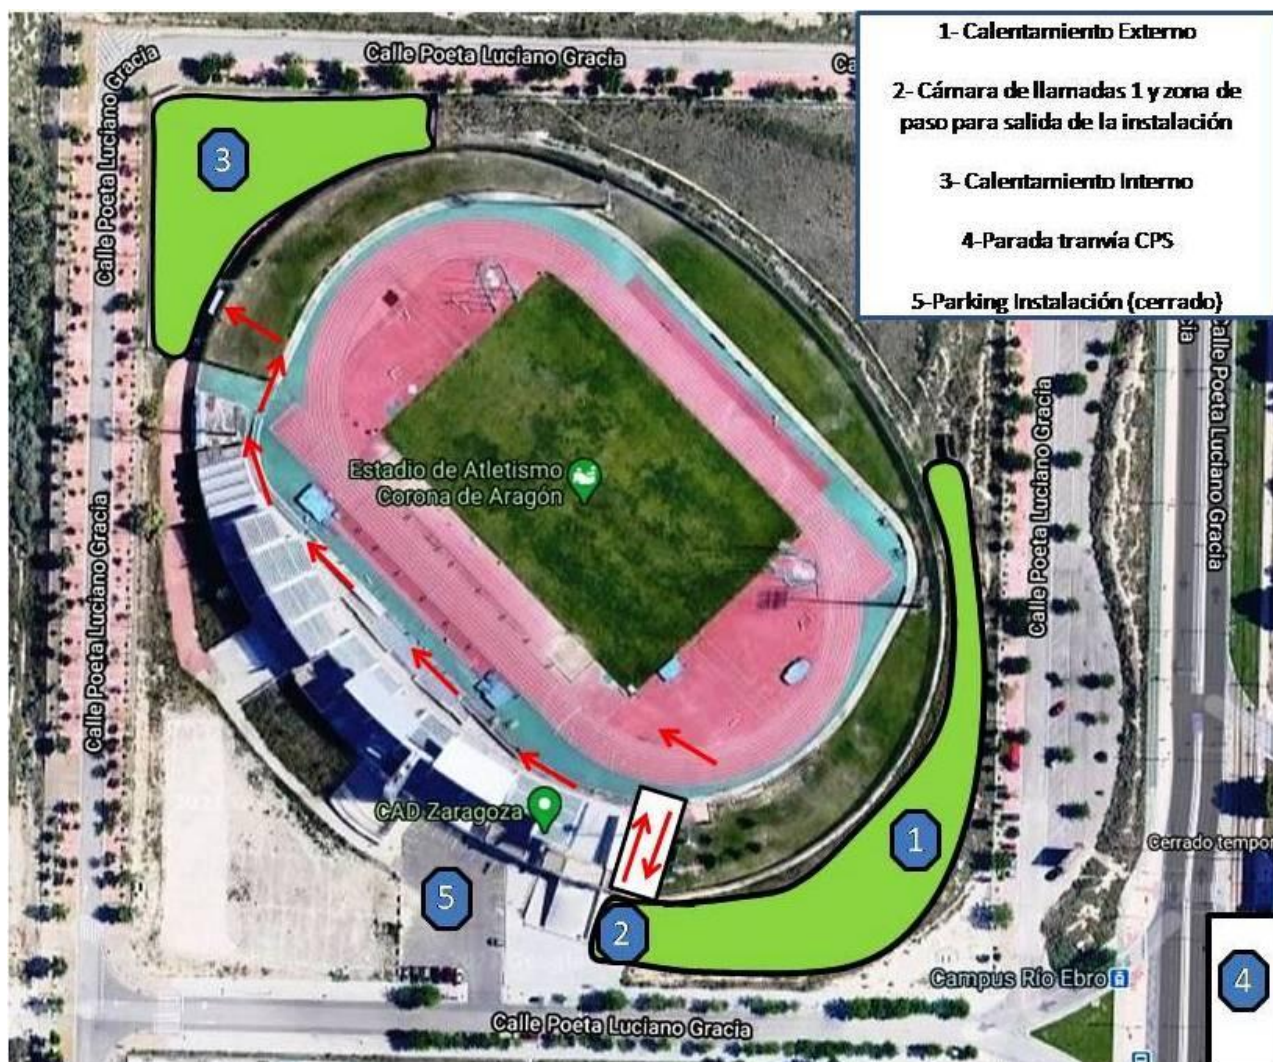 Calle Poeta Luciano Gracia
Ca
1- Calentamiento Externo
2- Cámara de llamadas 1 y zona de
paso para salida de la instalación
3- Calentamiento Interno
4-Parada tranvía CPS
5-Parking Instalación (cerrado)
Calle Poeta Luciano Gracia
3
Calle Poeta Luciano Gracia
Calle Poeta Luciano Gracia
Calle Poeta Luciano Gracia
Estadio de Atletismo
Corona de Aragón
Calle Poeta Luciano Gracia
CAD Zaragoza
1
Cerrado tempor
5
2
Campus Río Ebro
4
Calle Poeta Luciano Gracia